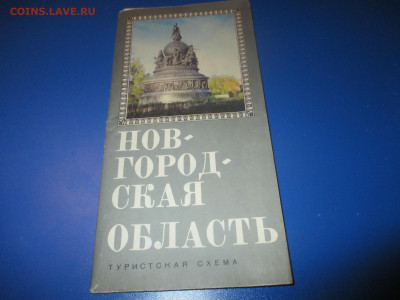 COINS.LAVE.RU
НОВ-
ГОРОД-
СКАЯ
ОБЛАСТЬ
ТУРИСТСКАЯ СХЕМА